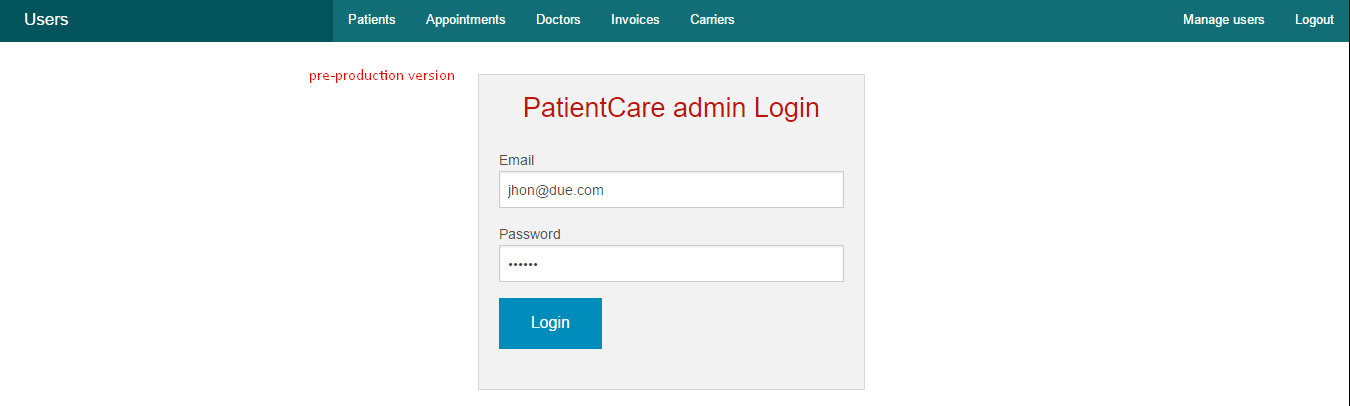 Users Patients Appointments Doctors Invoices Carriers Manage users Logout
pre-production version
PatientCare admin Login
Email
jhon@due.com
Password
••••••
Login